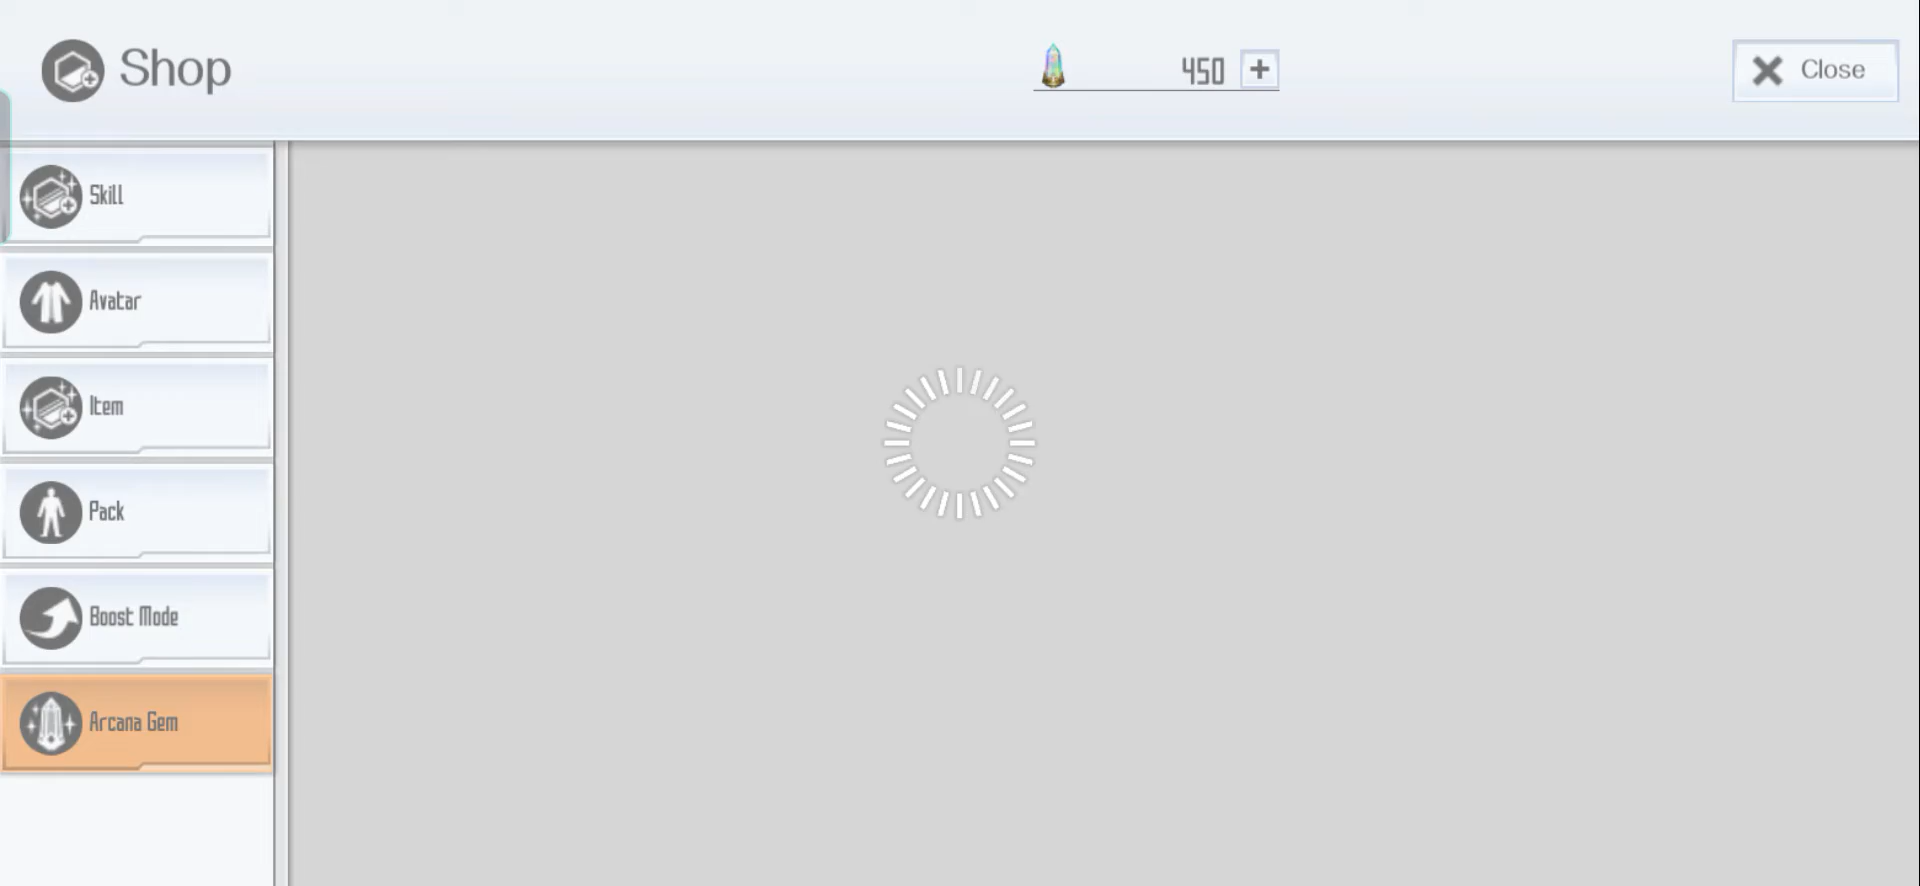 Shop
450
Close
Skill
Avatar
Item
Pack
Boost Mode
Arcana Gem